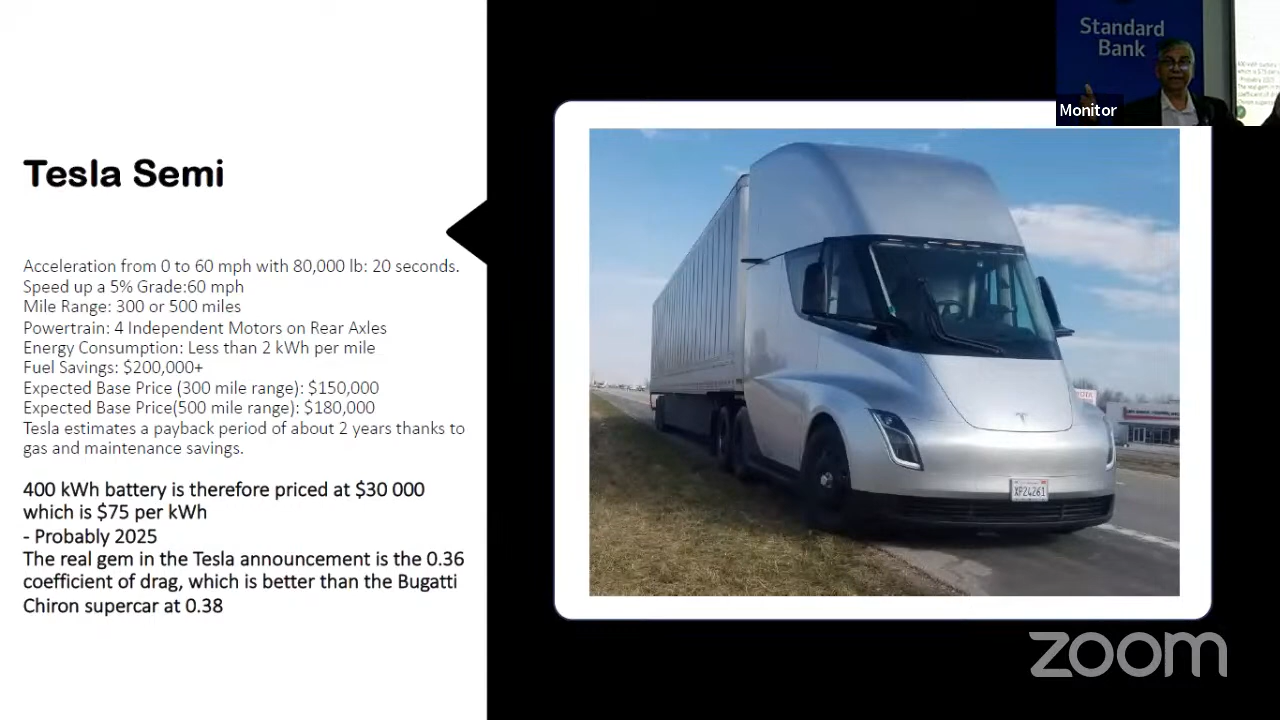 Standard
Bank
Monitor
Tesla Semi
Acceleration from 0 to 60 mph with 80,000 lb: 20 seconds.
Speed up a 5% Grade:60 mph
Mile Range: 300 or 500 miles
Powertrain: 4 Independent Motors on Rear Axles
Energy Consumption: Less than 2 kWh per mile
Fuel Savings: $200,000+
Expected Base Price (300 mile range): $150,000
Expected Base Price(500 mile range): $180,000
Tesla estimates a payback period of about 2 years thanks to
gas and maintenance savings.
400 kWh battery is therefore priced at $30 000
which is $75 per kWh
- Probably 2025
The real gem in the Tesla announcement is the 0.36
coefficient of drag, which is better than the Bugatti
Chiron supercar at 0.38
XP24261
zoom